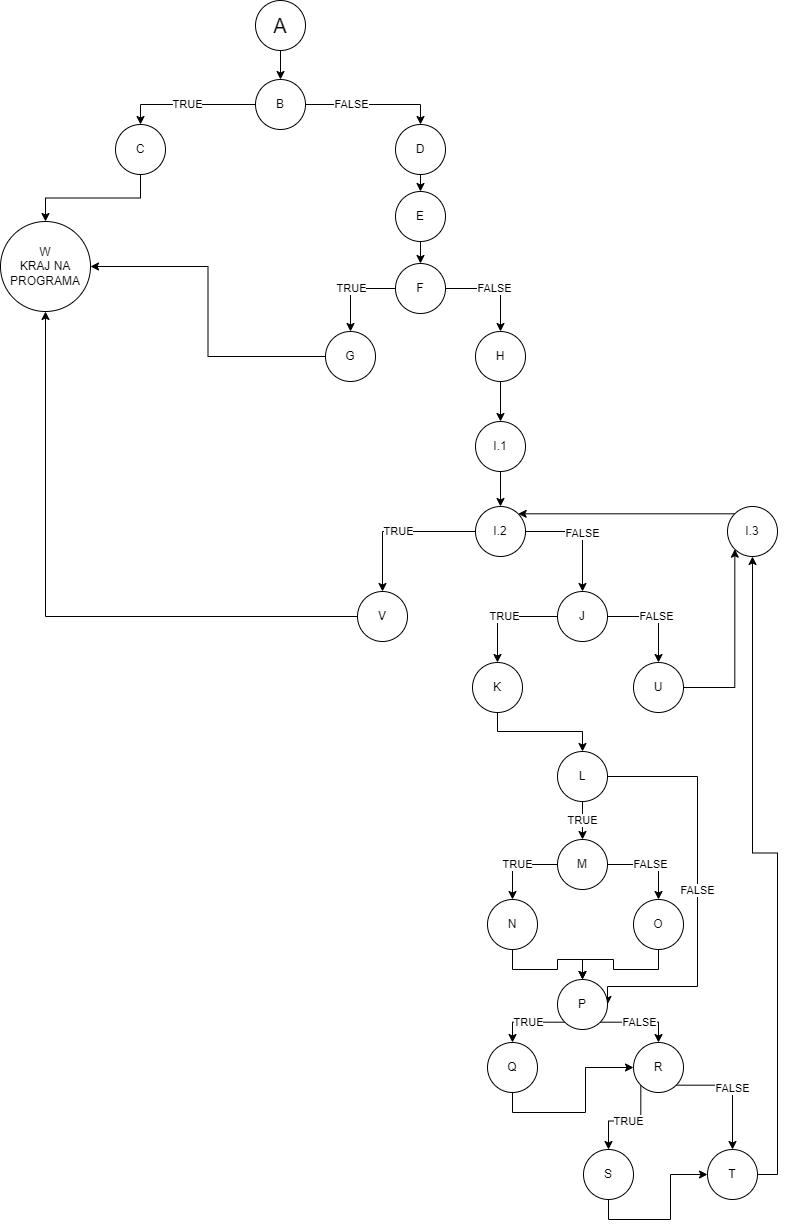 A
B
TRUE
FALSE
C
D
E
W
KRAJ NA
PROGRAMA
F
TRUE
FALSE
G
H
I.1
I.2
I.3
TRUE
FALSE
V
J
TRUE
FALSE
K
U
L
TRUE
M
TRUE
FALSE
FALSE
N
O
P
TRUE
FALSE
Q
R
FALSE
TRUE
S
T